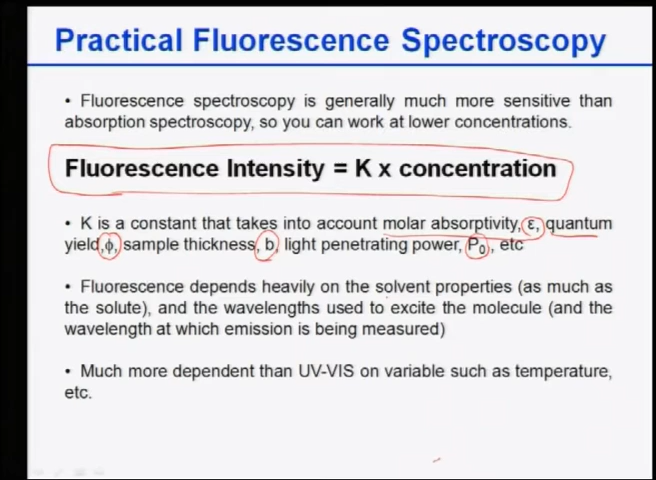 Practical Fluorescence Spectroscopy
• Fluorescence spectroscopy is generally much more sensitive than
absorption spectroscopy, so you can work at lower concentrations.
Fluorescence Intensity = K x concentration
• K is a constant that takes into account molar absorptivity, ε, quantum
yield, ϕ, sample thickness, b, light penetrating power, P₀, etc
• Fluorescence depends heavily on the solvent properties (as much as
the solute), and the wavelengths used to excite the molecule (and the
wavelength at which emission is being measured)
• Much more dependent than UV-VIS on variable such as temperature,
etc.